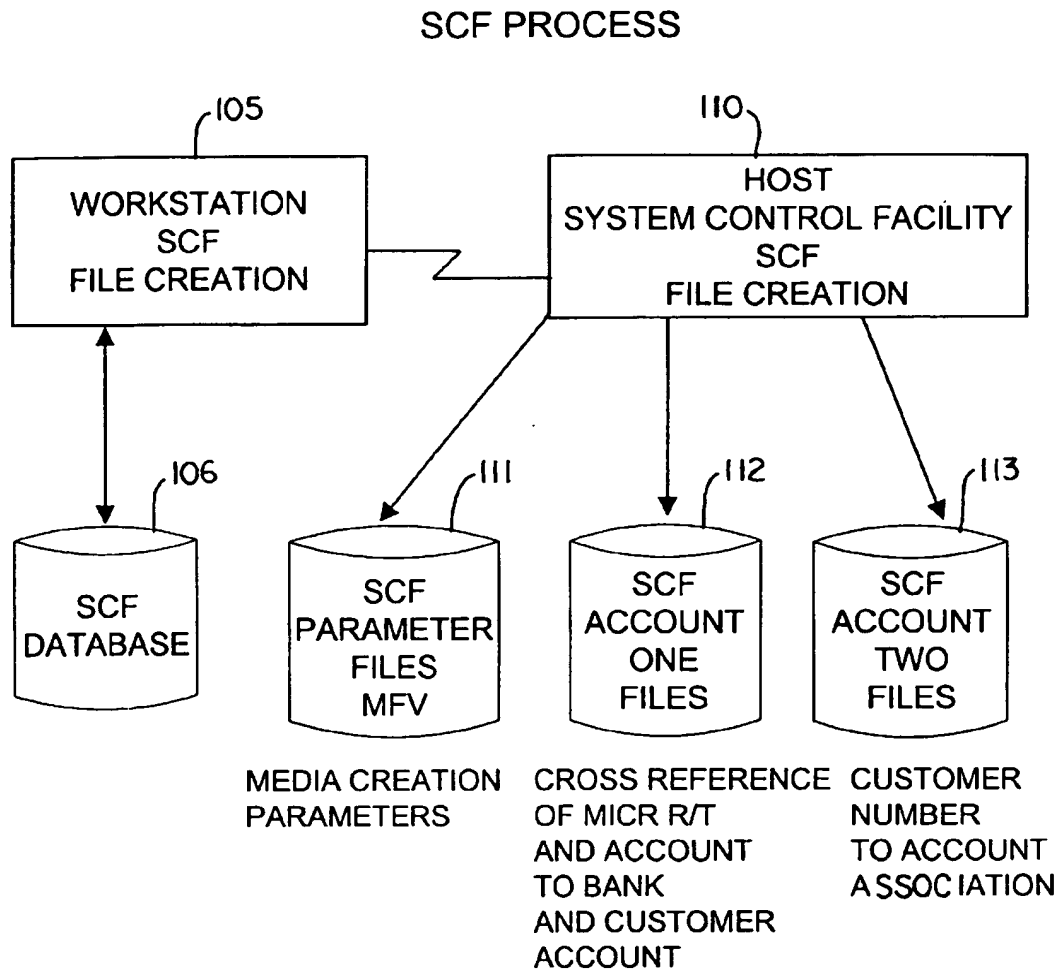 SCF PROCESS
105
WORKSTATION
SCF
FILE CREATION
110
HOST
SYSTEM CONTROL FACILITY
SCF
FILE CREATION
106
SCF
DATABASE
111
SCF
PARAMETER
FILES
MFV
MEDIA CREATION
PARAMETERS
112
SCF
ACCOUNT
ONE
FILES
CROSS REFERENCE
OF MICR R/T
AND ACCOUNT
TO BANK
AND CUSTOMER
ACCOUNT
113
SCF
ACCOUNT
TWO
FILES
CUSTOMER
NUMBER
TO ACCOUNT
ASSOCIATION